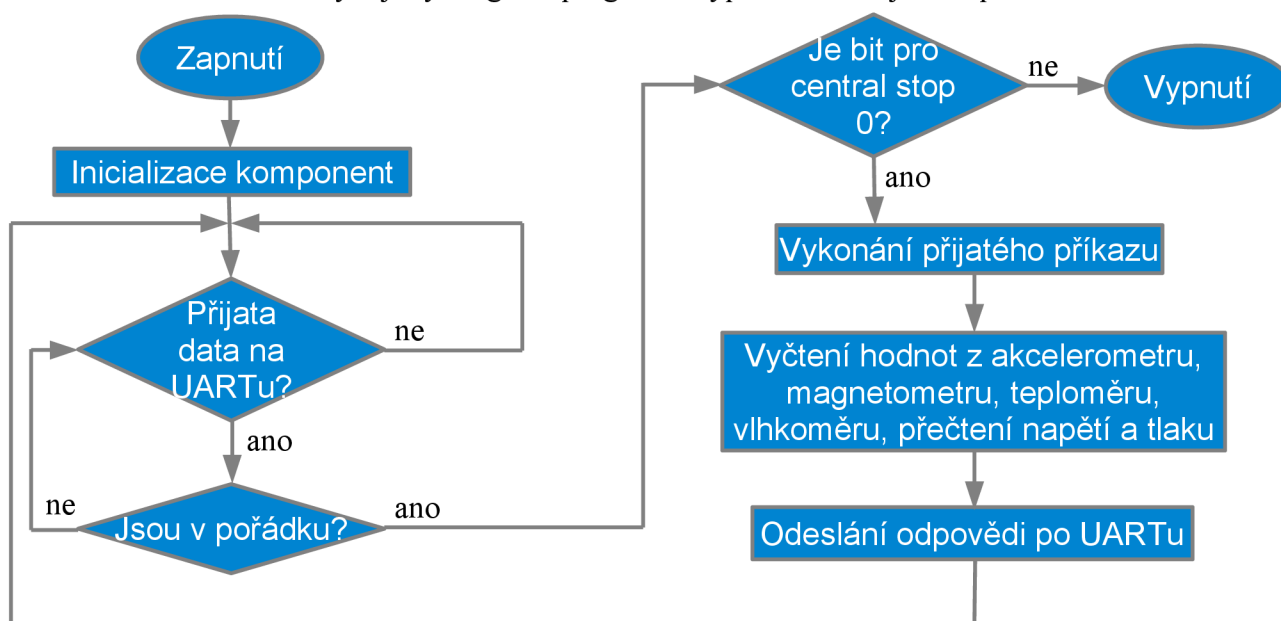 Zapnutí
Inicializace komponent
Přijata
data na
UARTu?
ne
ano
Jsou v pořádku?
ne
ano
Je bit pro
central stop
0?
ne
Vypnutí
ano
Vykonání přijatého příkazu
Vyčtení hodnot z akcelerometru,
magnetometru, teploměru,
vlhkoměru, přečtení napětí a tlaku
Odeslání odpovědi po UARTu